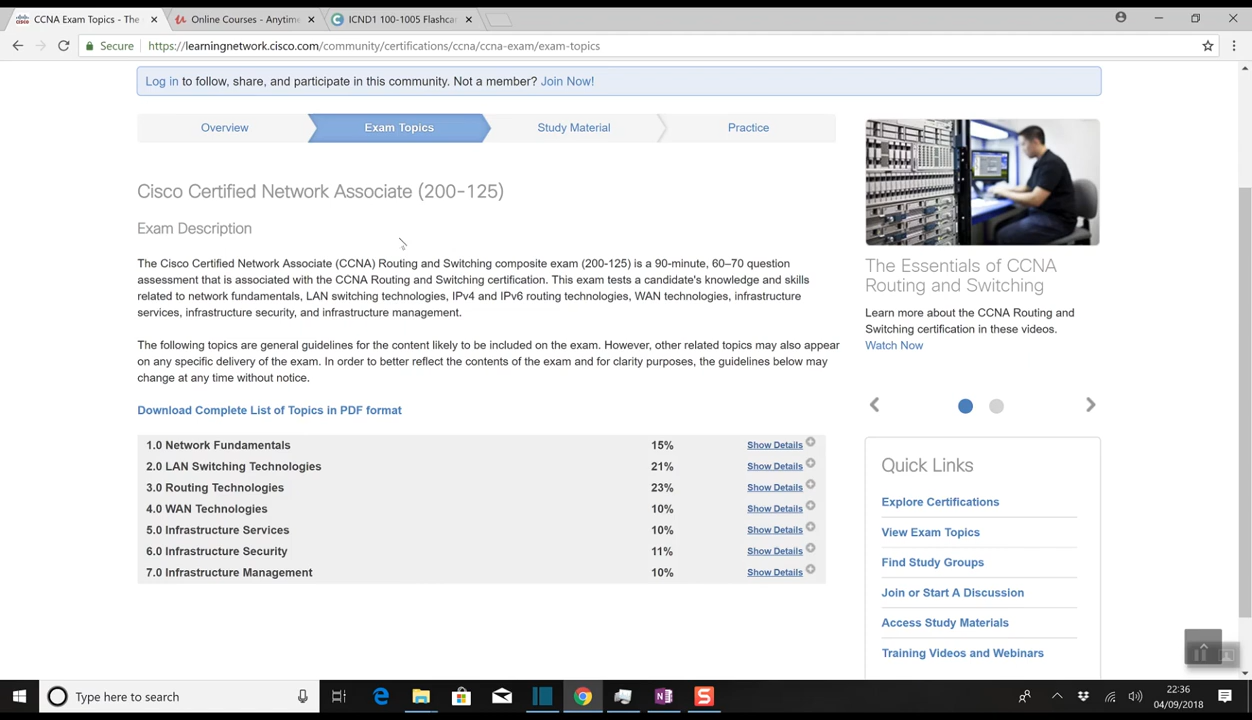 CCNA Exam Topics - The
Online Courses - Anytim
ICND1 100-1005 Flashcar
Secure
https://learningnetwork.cisco.com/community/certifications/ccna/ccna-exam/exam-topics
Log in to follow, share, and participate in this community. Not a member? Join Now!
Overview
Exam Topics
Study Material
Practice
Cisco Certified Network Associate (200-125)
Exam Description
The Cisco Certified Network Associate (CCNA) Routing and Switching composite exam (200-125) is a 90-minute, 60–70 question
assessment that is associated with the CCNA Routing and Switching certification. This exam tests a candidate's knowledge and skills
related to network fundamentals, LAN switching technologies, IPv4 and IPv6 routing technologies, WAN technologies, infrastructure
services, infrastructure security, and infrastructure management.
The following topics are general guidelines for the content likely to be included on the exam. However, other related topics may also appear
on any specific delivery of the exam. In order to better reflect the contents of the exam and for clarity purposes, the guidelines below may
change at any time without notice.
Download Complete List of Topics in PDF format
1.0 Network Fundamentals 15% Show Details
2.0 LAN Switching Technologies 21% Show Details
3.0 Routing Technologies 23% Show Details
4.0 WAN Technologies 10% Show Details
5.0 Infrastructure Services 10% Show Details
6.0 Infrastructure Security 11% Show Details
7.0 Infrastructure Management 10% Show Details
The Essentials of CCNA
Routing and Switching
Learn more about the CCNA Routing and
Switching certification in these videos.
Watch Now
Quick Links
Explore Certifications
View Exam Topics
Find Study Groups
Join or Start A Discussion
Access Study Materials
Training Videos and Webinars
Type here to search
22:36
04/09/2018